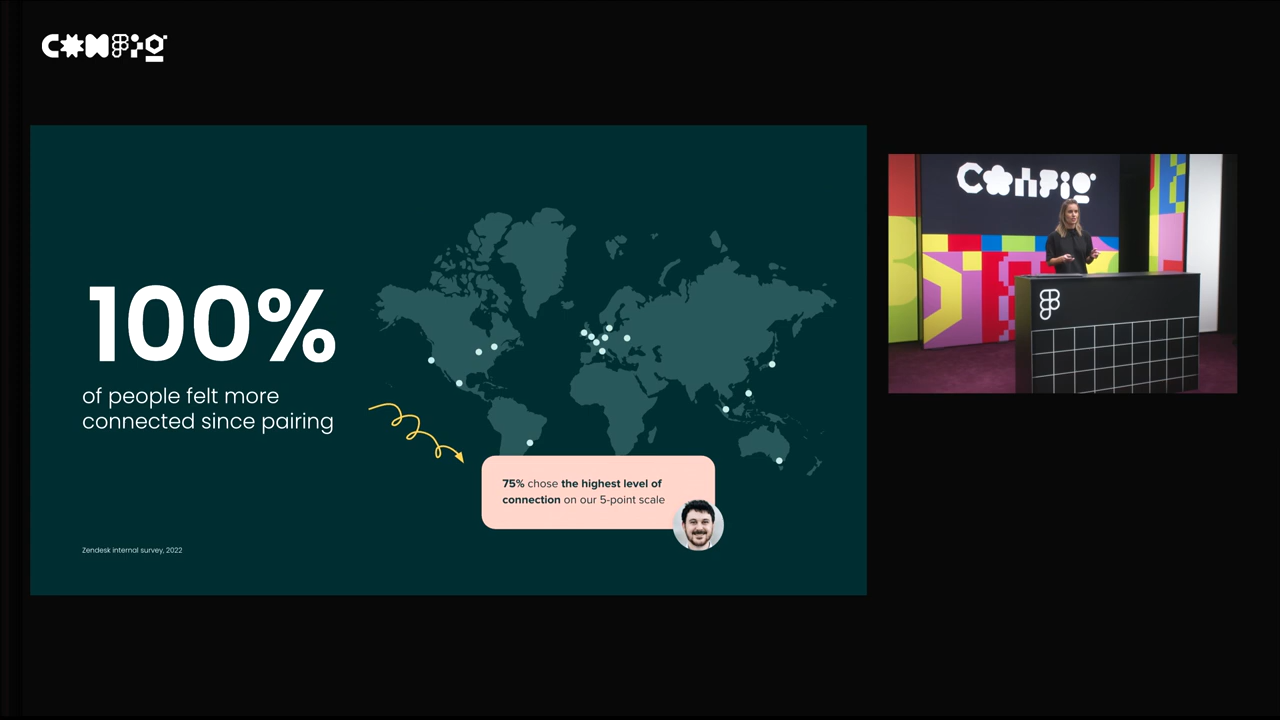 CONFIG
100%
of people felt more
connected since pairing
75% chose the highest level of
connection on our 5-point scale
Zendesk internal survey, 2022
CONFIG